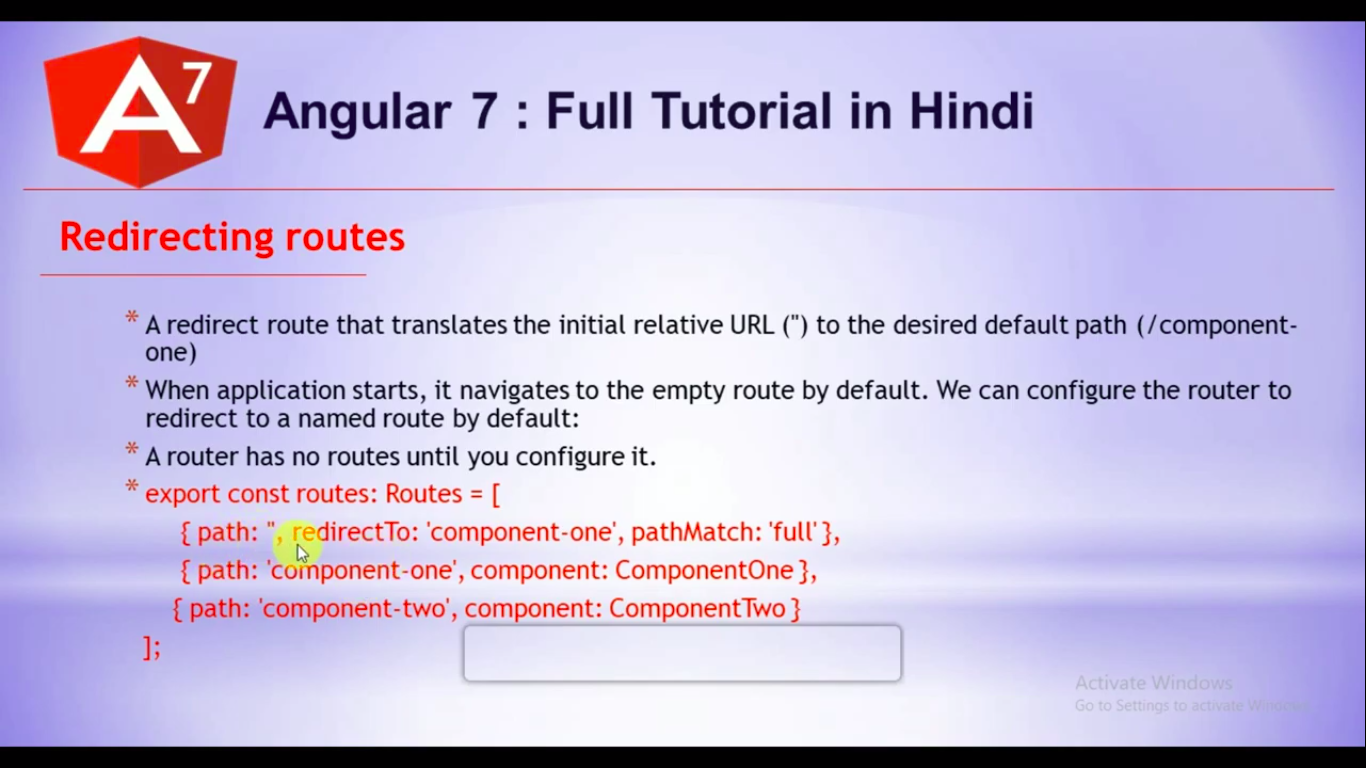 A7
Angular 7 : Full Tutorial in Hindi
Redirecting routes
* A redirect route that translates the initial relative URL ('') to the desired default path (/component-
one)
* When application starts, it navigates to the empty route by default. We can configure the router to
redirect to a named route by default:
* A router has no routes until you configure it.
* export const routes: Routes = [
{ path: '', redirectTo: 'component-one', pathMatch: 'full' },
{ path: 'component-one', component: ComponentOne },
{ path: 'component-two', component: ComponentTwo }
];
Activate Windows
Go to Settings to activate Windows